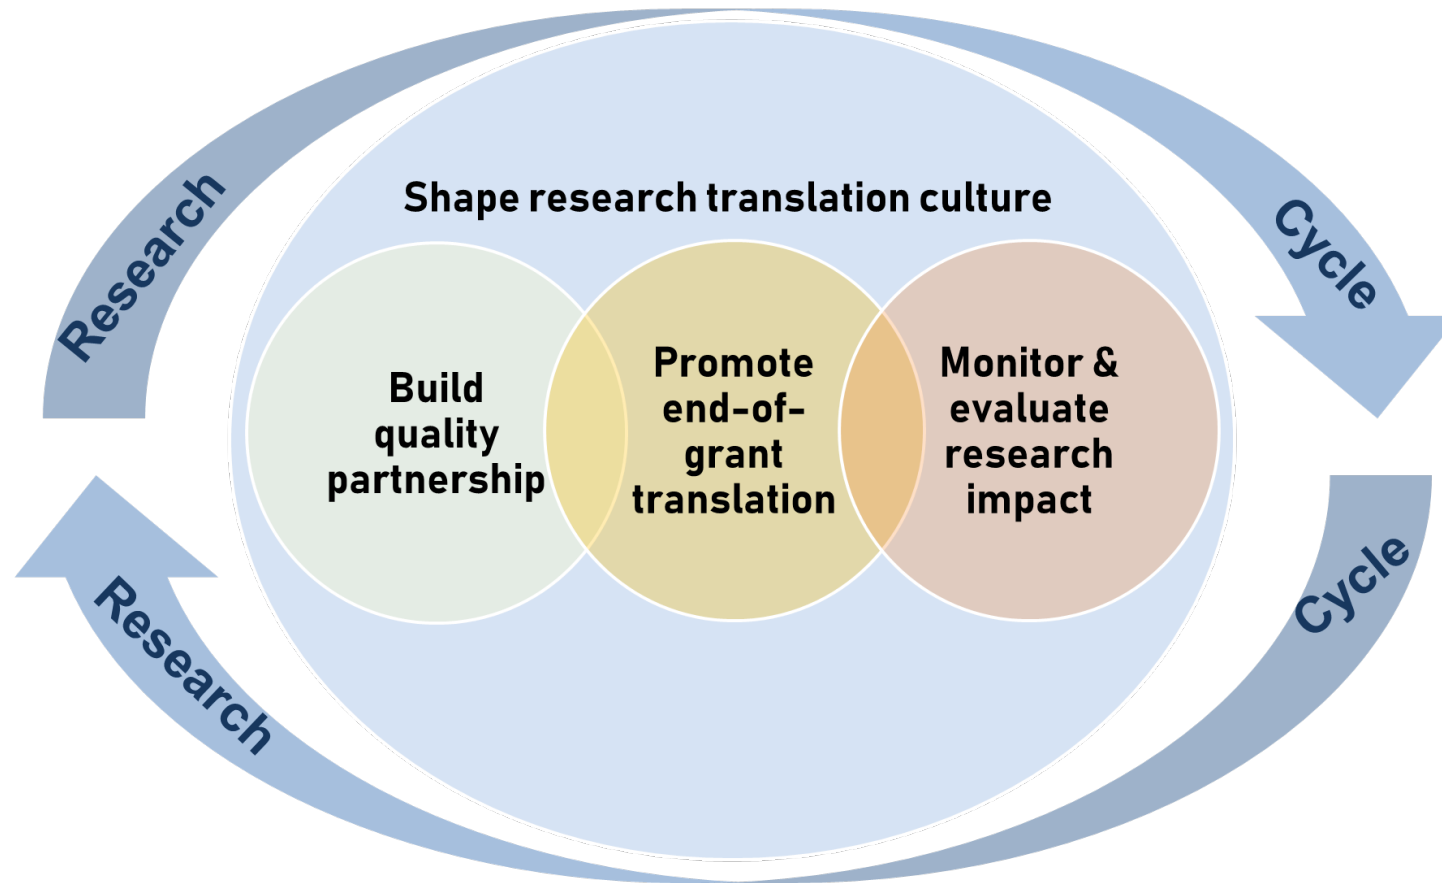 Research
Cycle
Shape research translation culture
Build
quality
partnership
Promote
end-of-
grant
translation
Monitor &
evaluate
research
impact
Research
Cycle